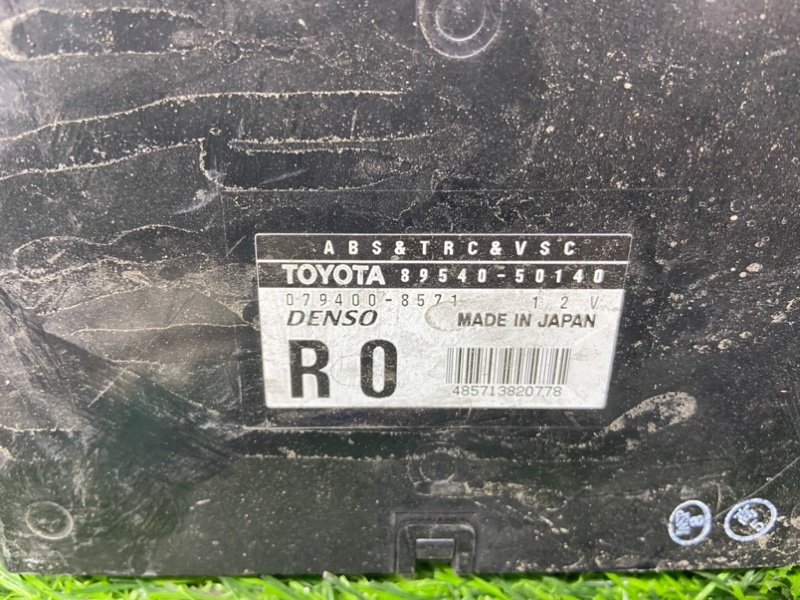 ABS&TRC&VSC
TOYOTA 89540-50140
079400-8571 12V
DENSO MADE IN JAPAN
R0
485713820778